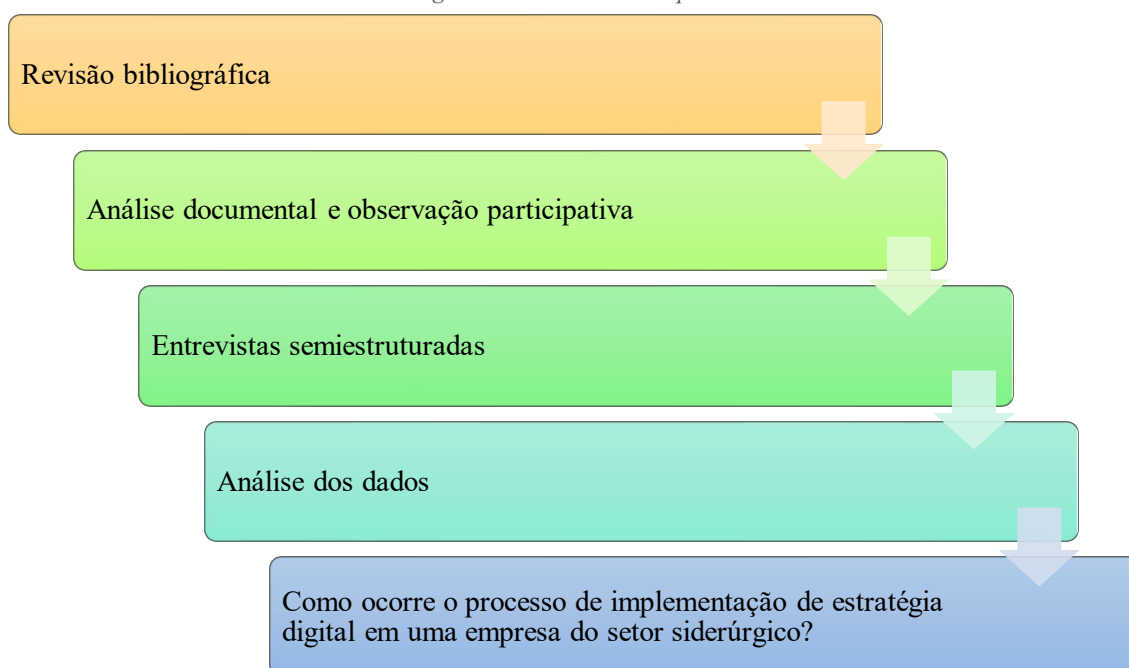 Revisão bibliográfica
Análise documental e observação participativa
Entrevistas semiestruturadas
Análise dos dados
Como ocorre o processo de implementação de estratégia
digital em uma empresa do setor siderúrgico?